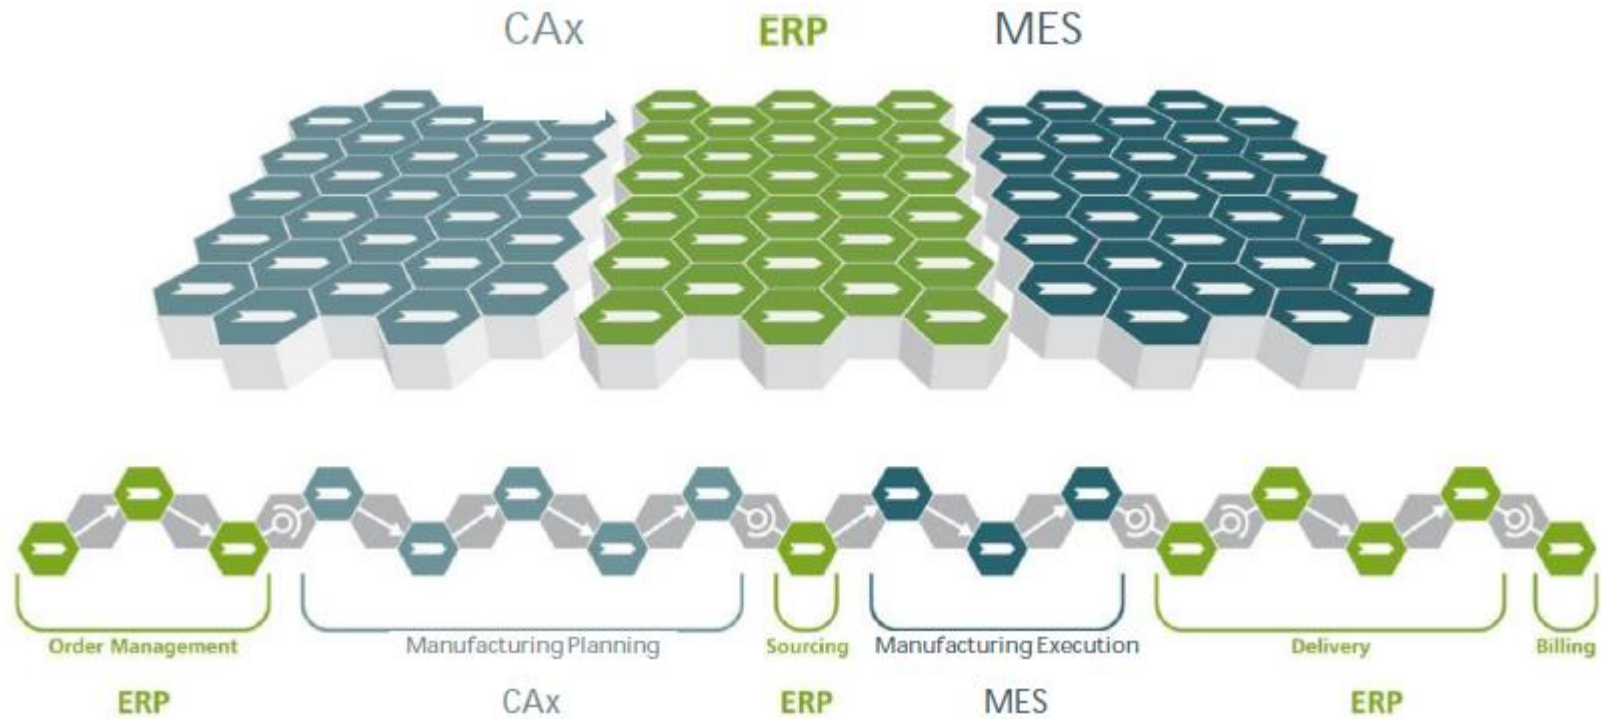 CAx ERP MES
Order Management Manufacturing Planning Sourcing Manufacturing Execution Delivery Billing
ERP CAx ERP MES ERP